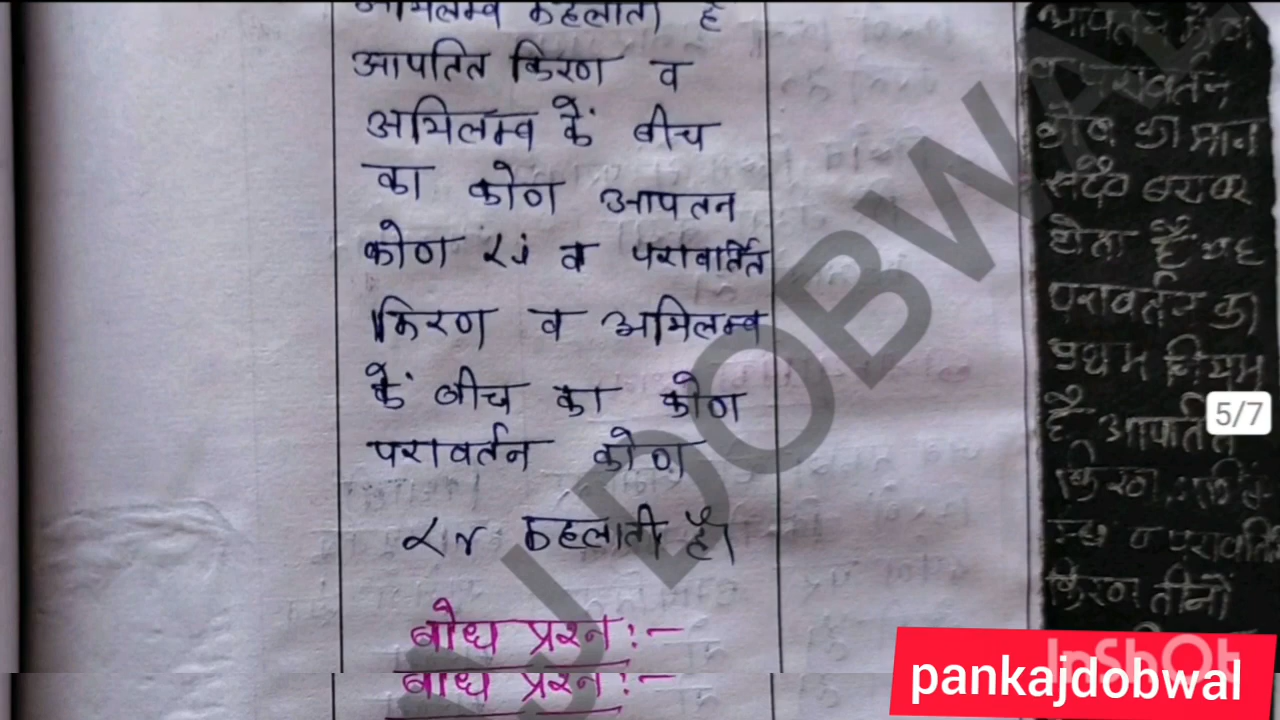 अभिलम्ब कहलाता है
आपतित किरण व
अभिलम्ब कें बीच
का कोण आपतन
कोण ∠i व परावर्तित
किरण व अभिलम्ब
कें बीच का कोण
परावर्तन कोण
∠r कहलाती है।
बोध प्रश्न :-
बोध प्रश्न :-
आपतन कोण
व परावर्तन
कोण का मान
सदैव बराबर
होता है यह
परावर्तन का
प्रथम नियम
है आपतित
किरण
व परावर्तित
किरण तीनों
5/7
DOBWAL
InShOt
pankajdobwal